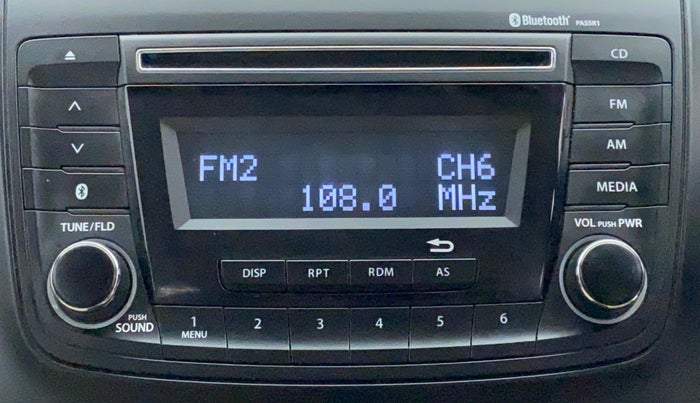 Bluetooth® PASSR1
CD
FM
AM
MEDIA
FM2 CH6
108.0 MHz
TUNE/FLD
VOL PUSH PWR
DISP RPT RDM AS
PUSH
SOUND
1 2 3 4 5 6
MENU